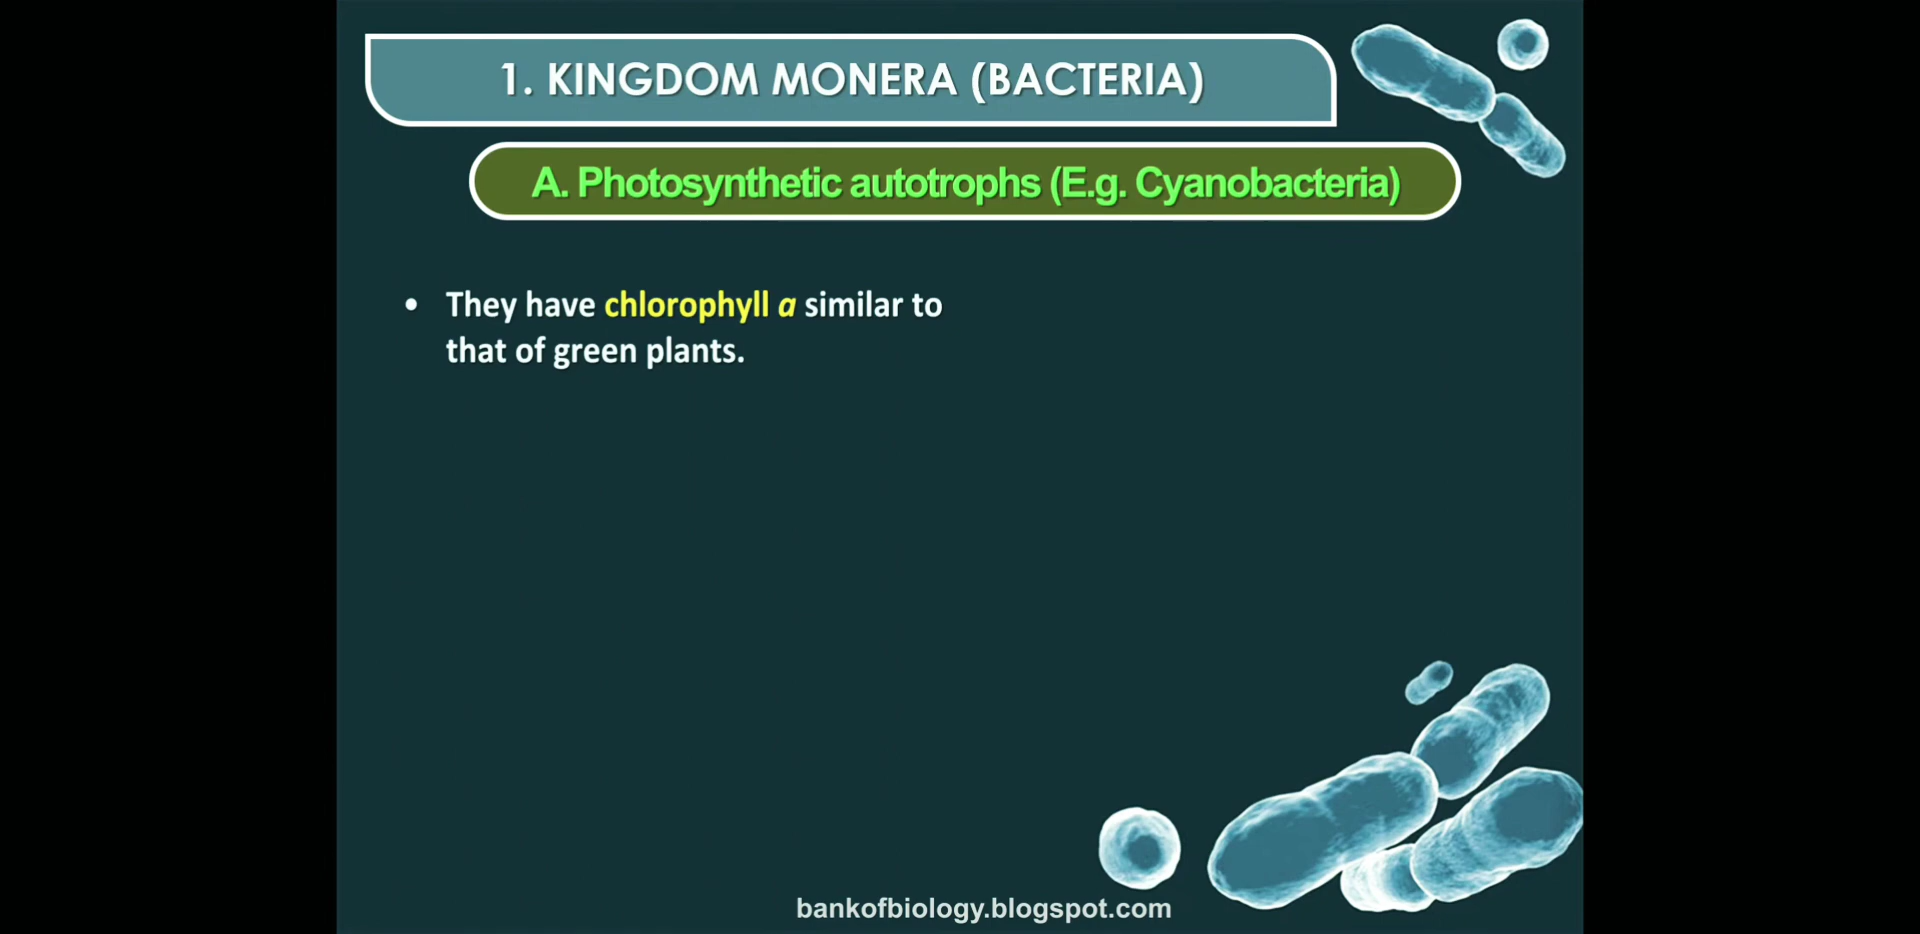 1. KINGDOM MONERA (BACTERIA)
A. Photosynthetic autotrophs (E.g. Cyanobacteria)
• They have chlorophyll a similar to
that of green plants.
bankofbiology.blogspot.com